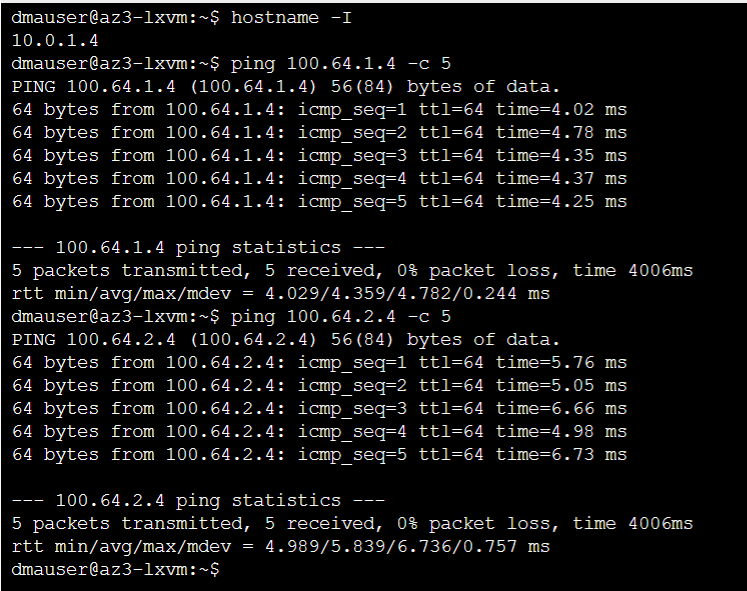 dmauser@az3-lxvm:~$ hostname -I
10.0.1.4
dmauser@az3-lxvm:~$ ping 100.64.1.4 -c 5
PING 100.64.1.4 (100.64.1.4) 56(84) bytes of data.
64 bytes from 100.64.1.4: icmp_seq=1 ttl=64 time=4.02 ms
64 bytes from 100.64.1.4: icmp_seq=2 ttl=64 time=4.78 ms
64 bytes from 100.64.1.4: icmp_seq=3 ttl=64 time=4.35 ms
64 bytes from 100.64.1.4: icmp_seq=4 ttl=64 time=4.37 ms
64 bytes from 100.64.1.4: icmp_seq=5 ttl=64 time=4.25 ms

--- 100.64.1.4 ping statistics ---
5 packets transmitted, 5 received, 0% packet loss, time 4006ms
rtt min/avg/max/mdev = 4.029/4.359/4.782/0.244 ms
dmauser@az3-lxvm:~$ ping 100.64.2.4 -c 5
PING 100.64.2.4 (100.64.2.4) 56(84) bytes of data.
64 bytes from 100.64.2.4: icmp_seq=1 ttl=64 time=5.76 ms
64 bytes from 100.64.2.4: icmp_seq=2 ttl=64 time=5.05 ms
64 bytes from 100.64.2.4: icmp_seq=3 ttl=64 time=6.66 ms
64 bytes from 100.64.2.4: icmp_seq=4 ttl=64 time=4.98 ms
64 bytes from 100.64.2.4: icmp_seq=5 ttl=64 time=6.73 ms

--- 100.64.2.4 ping statistics ---
5 packets transmitted, 5 received, 0% packet loss, time 4006ms
rtt min/avg/max/mdev = 4.989/5.839/6.736/0.757 ms
dmauser@az3-lxvm:~$